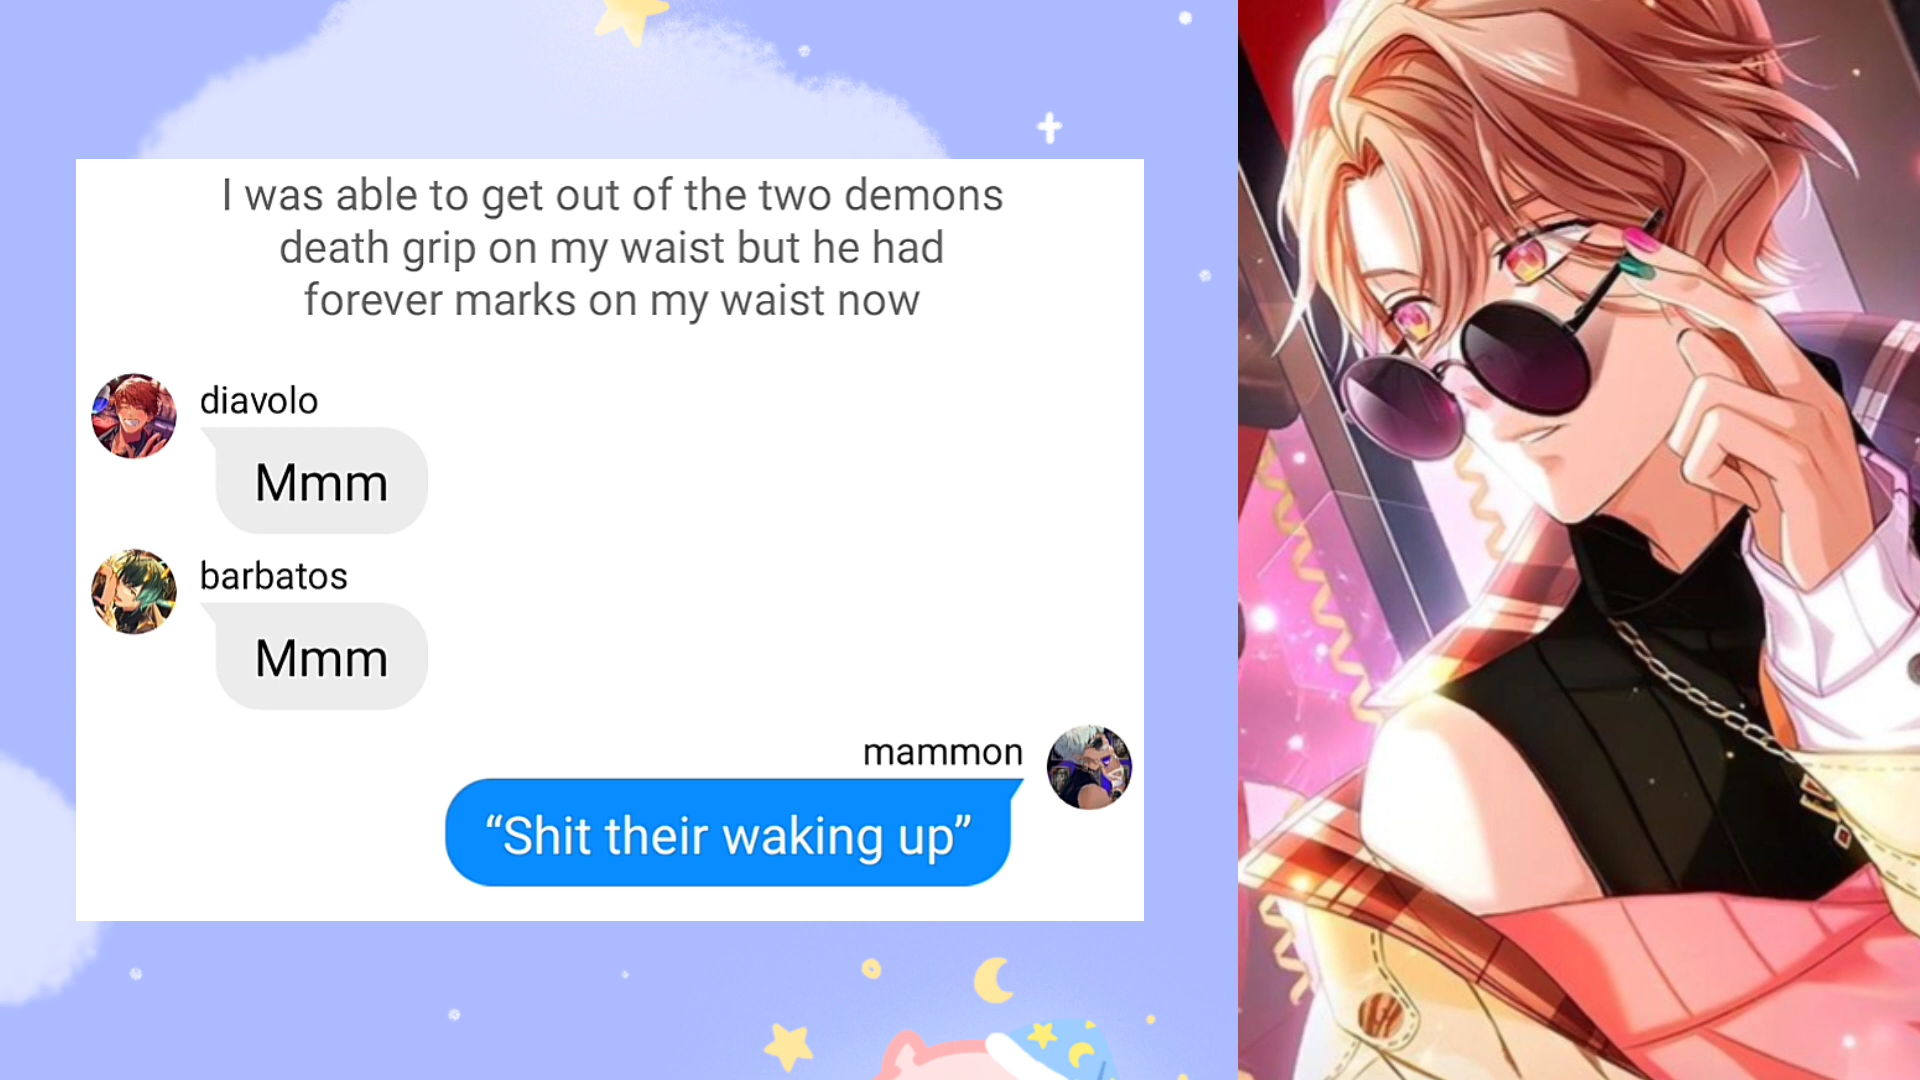 I was able to get out of the two demons
death grip on my waist but he had
forever marks on my waist now
diavolo
Mmm
barbatos
Mmm
mammon
“Shit their waking up”